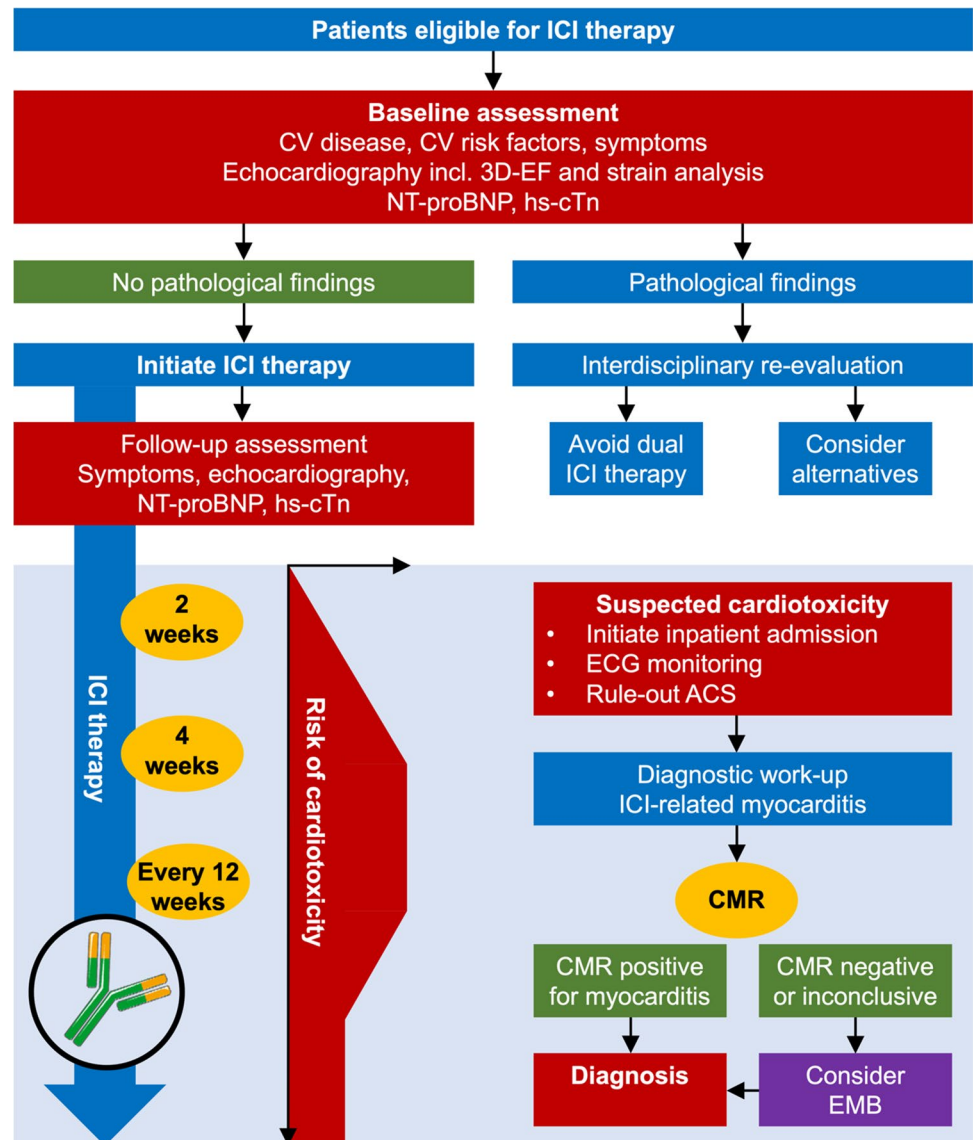 Patients eligible for ICI therapy
Baseline assessment
CV disease, CV risk factors, symptoms
Echocardiography incl. 3D-EF and strain analysis
NT-proBNP, hs-cTn
No pathological findings
Pathological findings
Initiate ICI therapy
Interdisciplinary re-evaluation
Follow-up assessment
Symptoms, echocardiography,
NT-proBNP, hs-cTn
Avoid dual
ICI therapy
Consider
alternatives
ICI therapy
2
weeks
4
weeks
Every 12
weeks
Risk of cardiotoxicity
Suspected cardiotoxicity
• Initiate inpatient admission
• ECG monitoring
• Rule-out ACS
Diagnostic work-up
ICI-related myocarditis
CMR
CMR positive
for myocarditis
CMR negative
or inconclusive
Diagnosis
Consider
EMB